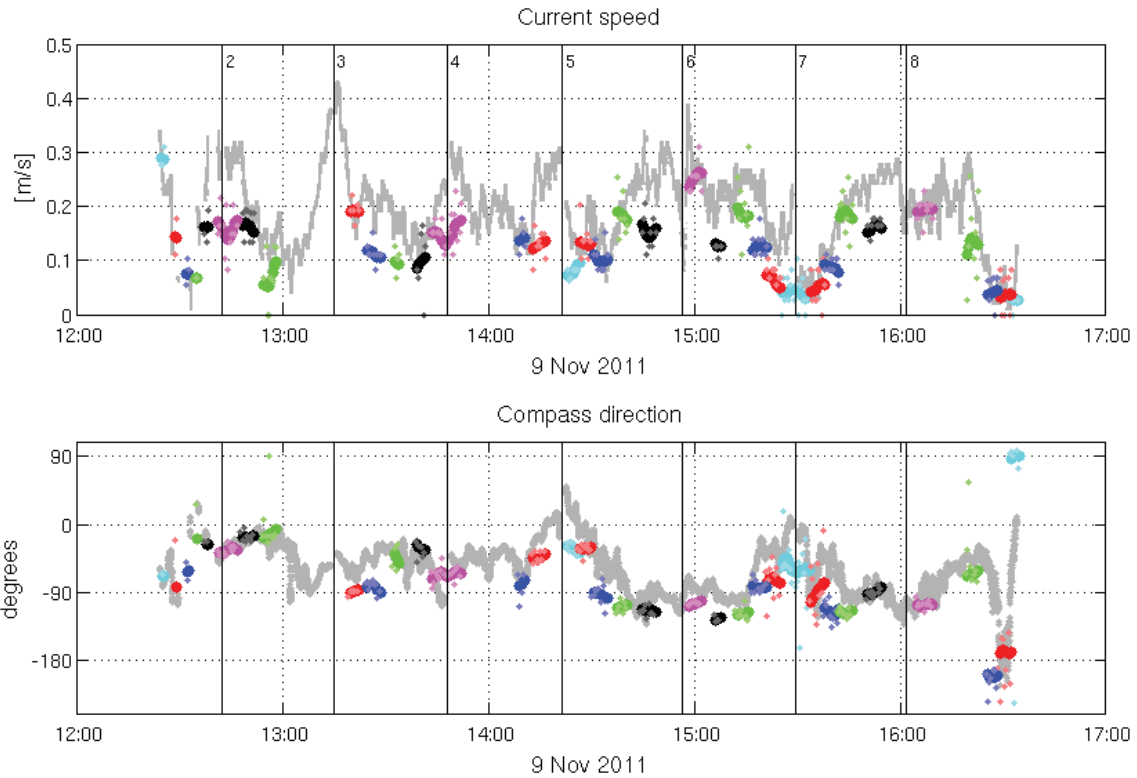 Current speed
0.5
0.4
0.3
0.2
0.1
0
[m/s]
2 3 4 5 6 7 8
12:00 13:00 14:00 15:00 16:00 17:00
9 Nov 2011
Compass direction
90
0
-90
-180
degrees
12:00 13:00 14:00 15:00 16:00 17:00
9 Nov 2011